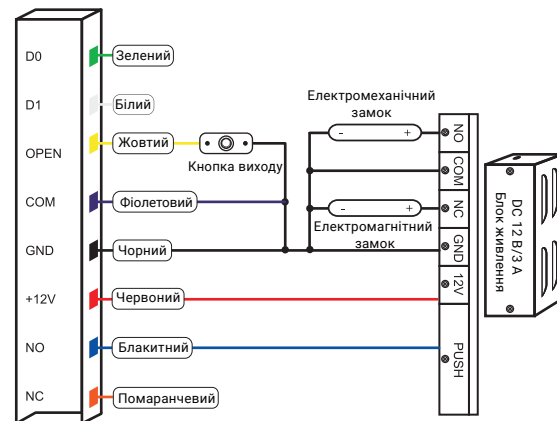 D0
Зелений
D1
Білий
OPEN
Жовтий
Кнопка виходу
COM
Фіолетовий
GND
Чорний
+12V
Червоний
NO
Блакитний
NC
Помаранчевий
Електромеханічний
замок
- +
- +
Електромагнітний
замок
NO
COM
NC
GND
12V
PUSH
DC 12 В/3 А
Блок живлення